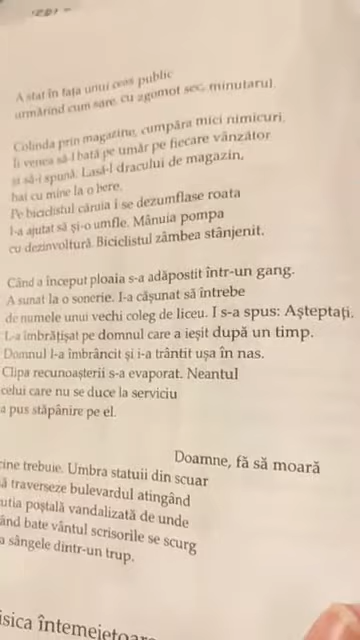 A stat în fața unui ceas public
urmărind cum sare, cu zgomot sec, minutarul.
Colinda prin magazine, cumpăra mici nimicuri.
Îi venea să-l bată pe umăr pe fiecare vânzător
și să-i spună: Lasă-l dracului de magazin,
hai cu mine la o bere.
Pe biciclistul căruia i se dezumflase roata
l-a ajutat să și-o umfle. Mânuia pompa
cu dezinvoltură. Biciclistul zâmbea stânjenit.
Când a început ploaia s-a adăpostit într-un gang.
A sunat la o sonerie. I-a cășunat să întrebe
de numele unui vechi coleg de liceu. I s-a spus: Așteptați.
L-a îmbrățișat pe domnul care a ieșit după un timp.
Domnul l-a îmbrâncit și i-a trântit ușa în nas.
Clipa recunoașterii s-a evaporat. Neantul
celui care nu se duce la serviciu
a pus stăpânire pe el.
Doamne, fă să moară
cine trebuie. Umbra statuii din scuar
ă traverseze bulevardul atingând
utia poștală vandalizată de unde
ând bate vântul scrisorile se scurg
a sângele dintr-un trup.